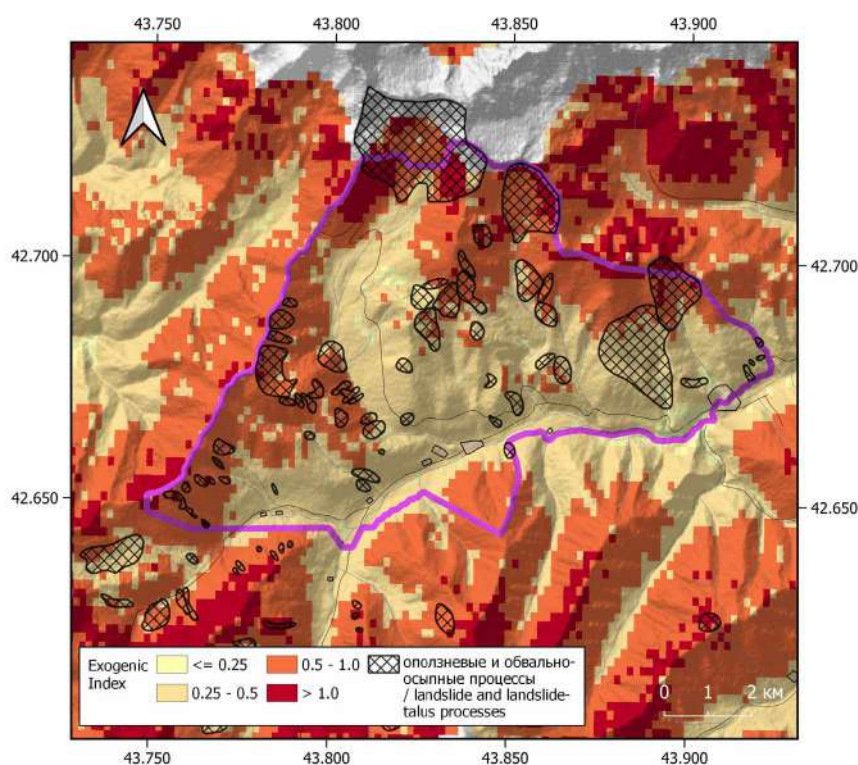 43.750 43.800 43.850 43.900
42.700 42.700
42.650 42.650
Exogenic
Index
<= 0.25
0.25 - 0.5
0.5 - 1.0
> 1.0
оползневые и обвально-
осыпные процессы
/ landslide and landslide-
talus processes
0 1 2 км
43.750 43.800 43.850 43.900